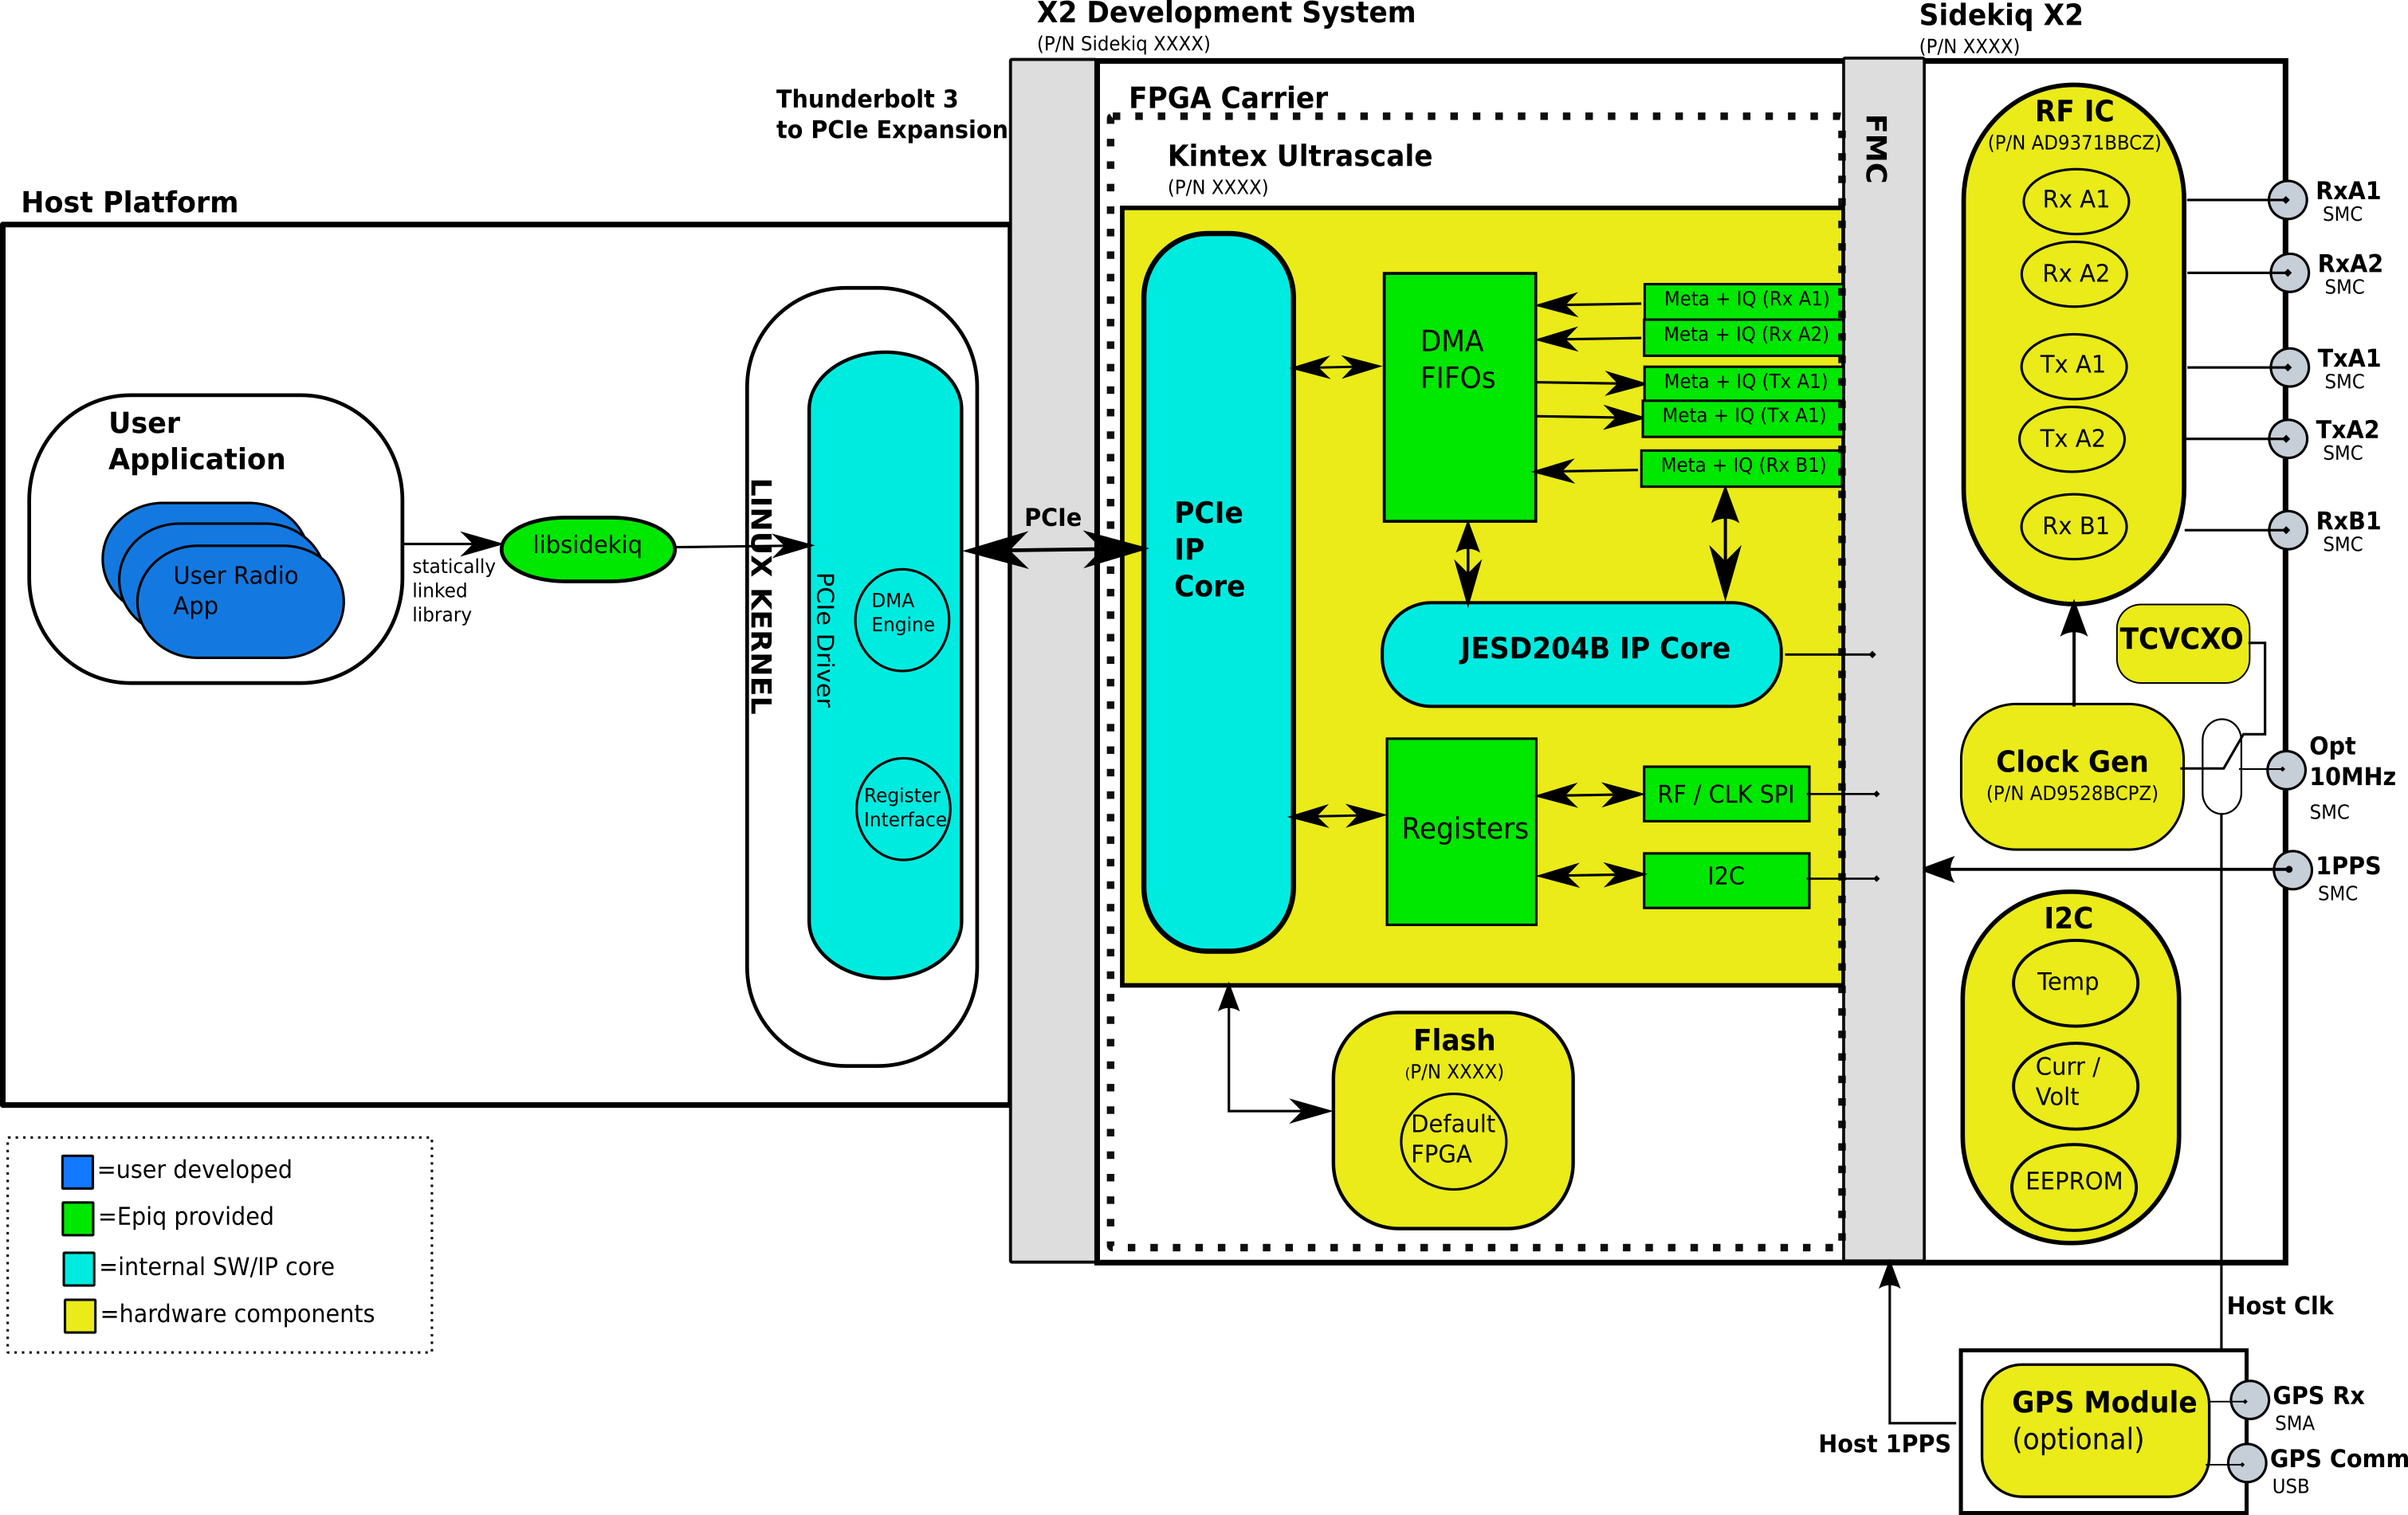 X2 Development System
(P/N Sidekiq XXXX)
Sidekiq X2
(P/N XXXX)
Thunderbolt 3
to PCIe Expansion
FPGA Carrier
Kintex Ultrascale
(P/N XXXX)
FMC
Host Platform
User
Application
User Radio
App
statically
linked
library
libsidekiq
LINUX KERNEL
PCIe Driver
DMA
Engine
Register
Interface
PCIe
PCIe
IP
Core
DMA
FIFOs
Meta + IQ (Rx A1)
Meta + IQ (Rx A2)
Meta + IQ (Tx A1)
Meta + IQ (Tx A1)
Meta + IQ (Rx B1)
JESD204B IP Core
Registers
RF / CLK SPI
I2C
Flash
(P/N XXXX)
Default
FPGA
RF IC
(P/N AD9371BBCZ)
Rx A1
Rx A2
Tx A1
Tx A2
Rx B1
RxA1
SMC
RxA2
SMC
TxA1
SMC
TxA2
SMC
RxB1
SMC
TCVCXO
Clock Gen
(P/N AD9528BCPZ)
Opt
10MHz
SMC
1PPS
SMC
I2C
Temp
Curr /
Volt
EEPROM
Host Clk
Host 1PPS
GPS Module
(optional)
GPS Rx
SMA
GPS Comm
USB
=user developed
=Epiq provided
=internal SW/IP core
=hardware components